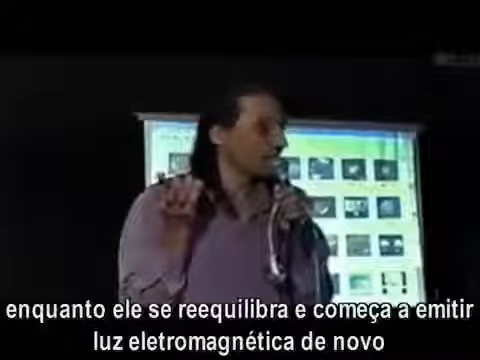 enquanto ele se reequilibra e começa a emitir
luz eletromagnética de novo